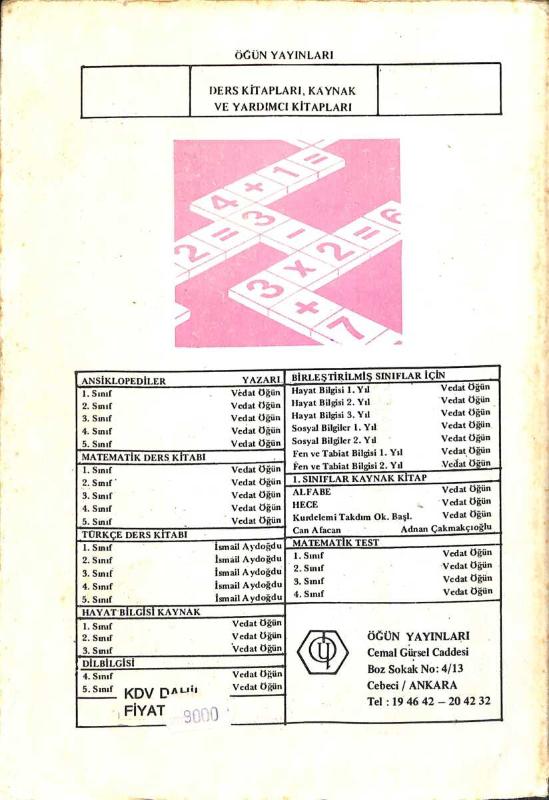 ÖĞÜN YAYINLARI
DERS KİTAPLARI, KAYNAK
VE YARDIMCI KİTAPLARI
4 + 1 =
2 = 3 -
3 x 2 = 6
+ 7
ANSİKLOPEDİLER YAZARI
1. Sınıf Vedat Öğün
2. Sınıf Vedat Öğün
3. Sınıf Vedat Öğün
4. Sınıf Vedat Öğün
5. Sınıf Vedat Öğün
MATEMATİK DERS KİTABI
1. Sınıf Vedat Öğün
2. Sınıf Vedat Öğün
3. Sınıf Vedat Öğün
4. Sınıf Vedat Öğün
5. Sınıf Vedat Öğün
TÜRKÇE DERS KİTABI
1. Sınıf İsmail Aydoğdu
2. Sınıf İsmail Aydoğdu
3. Sınıf İsmail Aydoğdu
4. Sınıf İsmail Aydoğdu
5. Sınıf İsmail Aydoğdu
HAYAT BİLGİSİ KAYNAK
1. Sınıf Vedat Öğün
2. Sınıf Vedat Öğün
3. Sınıf Vedat Öğün
DİLBİLGİSİ
4. Sınıf Vedat Öğün
5. Sınıf Vedat Öğün
KDV DAHİL
FİYAT 9000
BİRLEŞTİRİLMİŞ SINIFLAR İÇİN
Hayat Bilgisi 1. Yıl Vedat Öğün
Hayat Bilgisi 2. Yıl Vedat Öğün
Hayat Bilgisi 3. Yıl Vedat Öğün
Sosyal Bilgiler 1. Yıl Vedat Öğün
Sosyal Bilgiler 2. Yıl Vedat Öğün
Fen ve Tabiat Bilgisi 1. Yıl Vedat Öğün
Fen ve Tabiat Bilgisi 2. Yıl Vedat Öğün
1. SINIFLAR KAYNAK KİTAP
ALFABE Vedat Öğün
HECE Vedat Öğün
Kurdelemi Takdım Ok. Başl. Vedat Öğün
Can Afacan Adnan Çakmakçıoğlu
MATEMATİK TEST
1. Sınıf Vedat Öğün
2. Sınıf Vedat Öğün
3. Sınıf Vedat Öğün
4. Sınıf Vedat Öğün
ÖĞÜN YAYINLARI
Cemal Gürsel Caddesi
Boz Sokak No: 4/13
Cebeci / ANKARA
Tel : 19 46 42 – 20 42 32